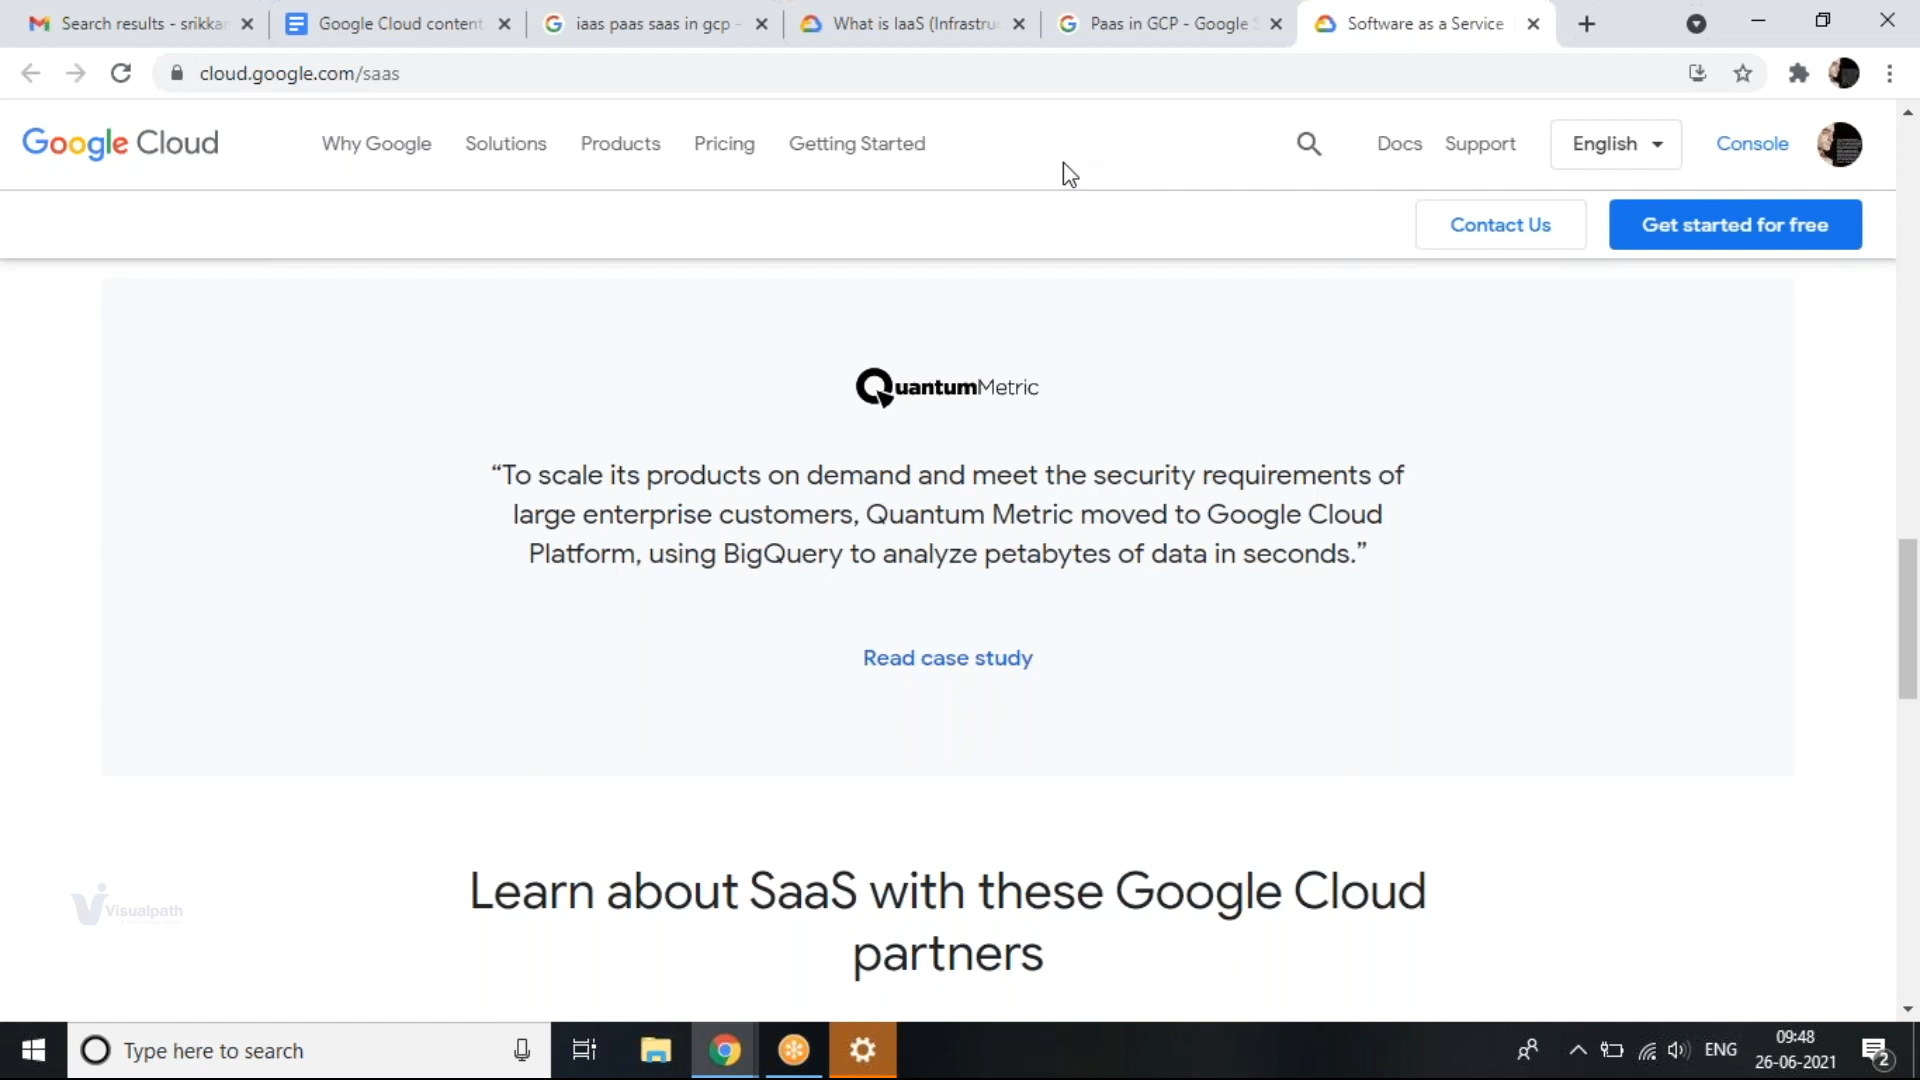 Search results - srikka
Google Cloud content
iaas paas saas in gcp -
What is IaaS (Infrastru
Paas in GCP - Google S
Software as a Service
cloud.google.com/saas
Google Cloud
Why Google
Solutions
Products
Pricing
Getting Started
Docs
Support
English
Console
Contact Us
Get started for free
QuantumMetric
“To scale its products on demand and meet the security requirements of
large enterprise customers, Quantum Metric moved to Google Cloud
Platform, using BigQuery to analyze petabytes of data in seconds.”
Read case study
Learn about SaaS with these Google Cloud
partners
Visualpath
Type here to search
ENG
09:48
26-06-2021
2